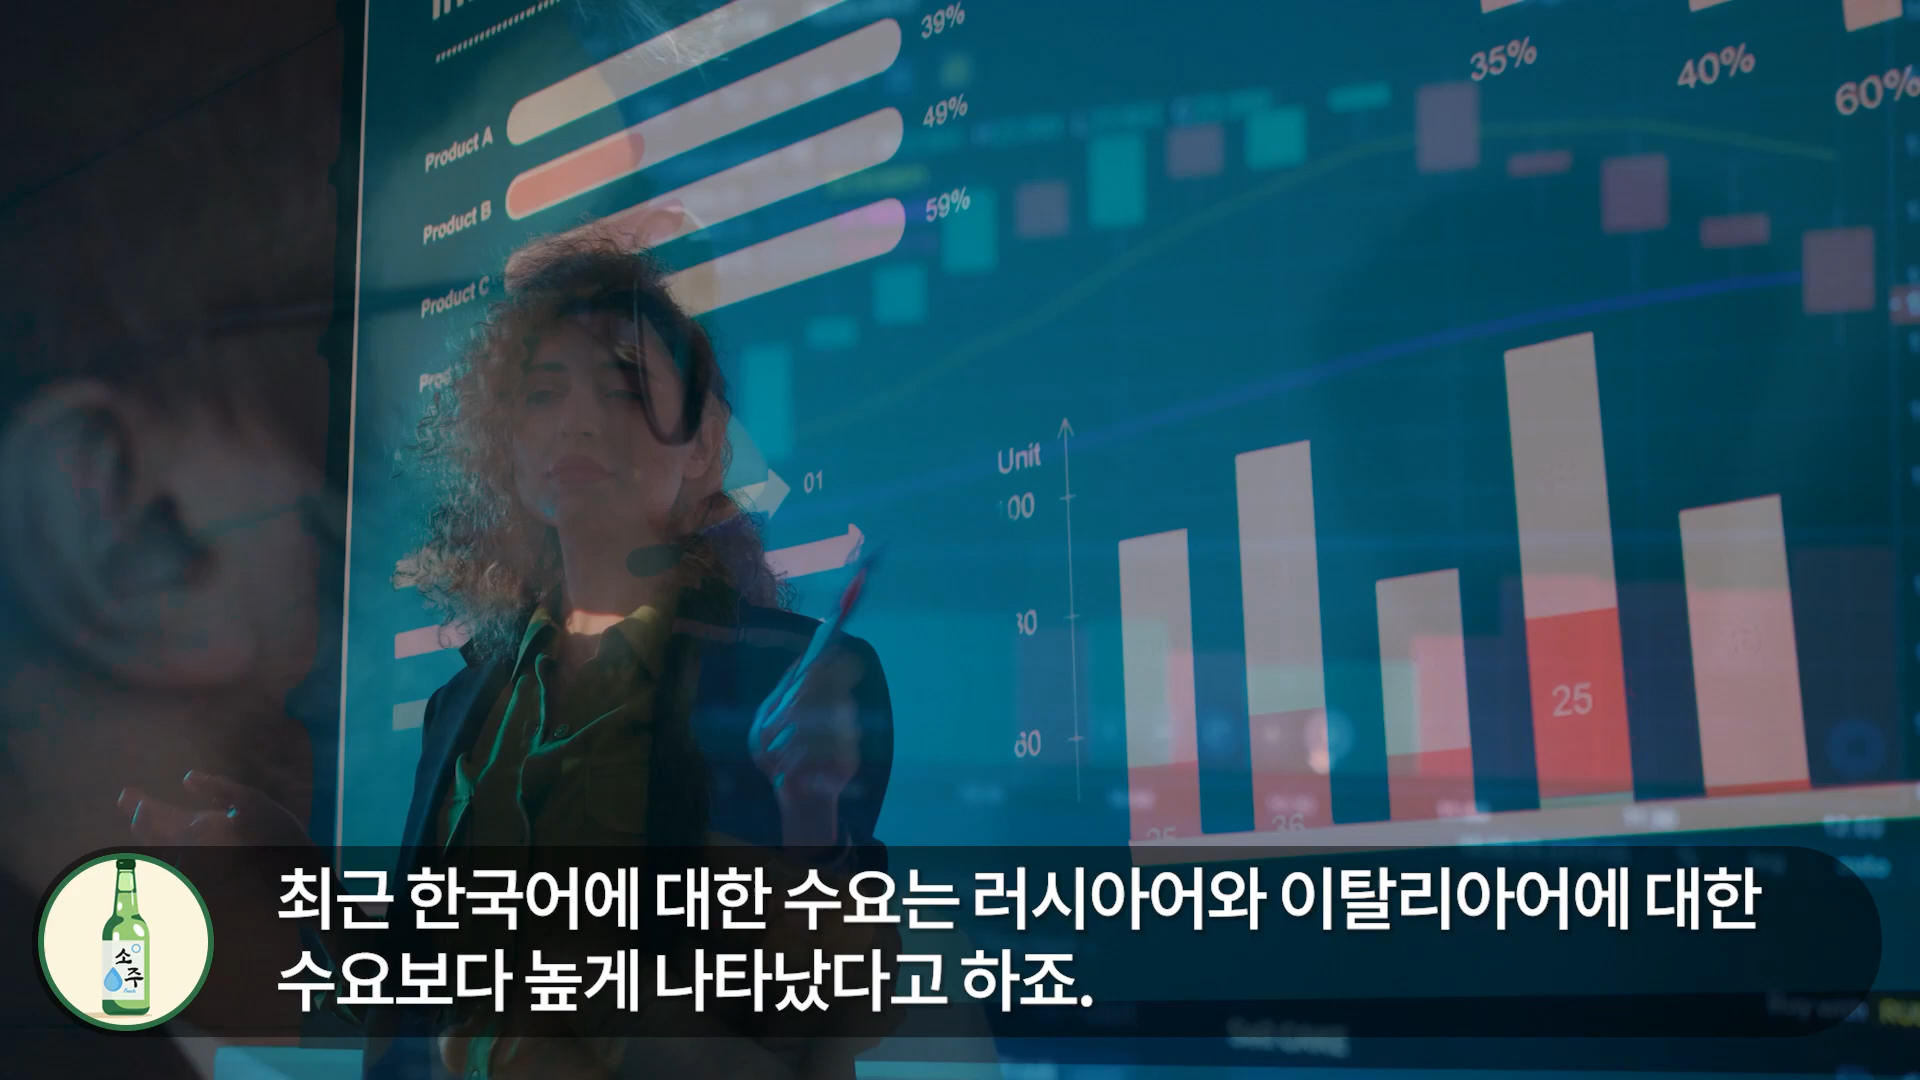 39%
35%
40%
60%
49%
Product A
59%
Product B
Product C
Unit
01
25
소주
최근 한국어에 대한 수요는 러시아어와 이탈리아어에 대한
수요보다 높게 나타났다고 하죠.